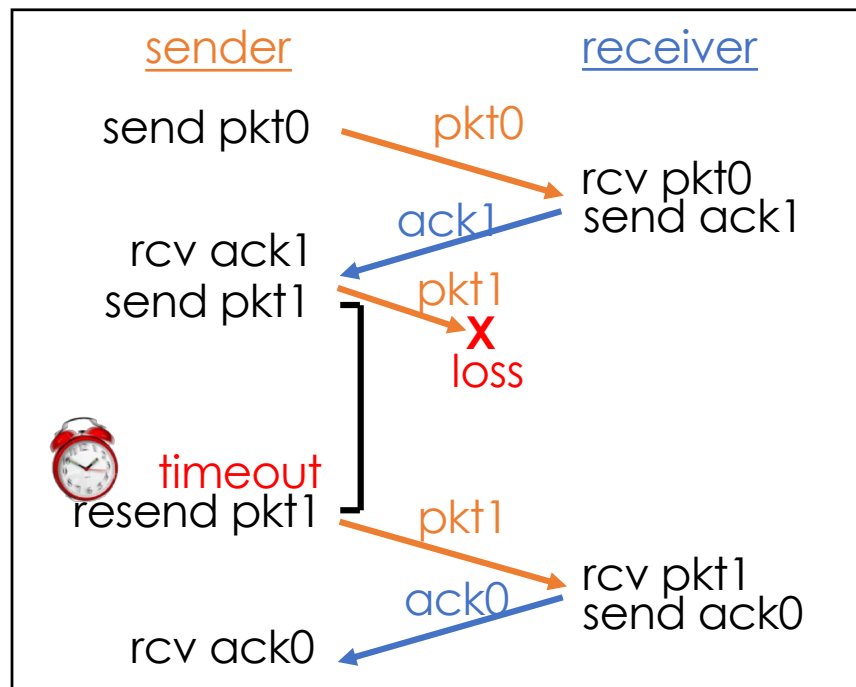 sender
receiver
send pkt0
pkt0
rcv pkt0
send ack1
ack1
rcv ack1
send pkt1
pkt1
X
loss
timeout
resend pkt1
pkt1
rcv pkt1
send ack0
ack0
rcv ack0